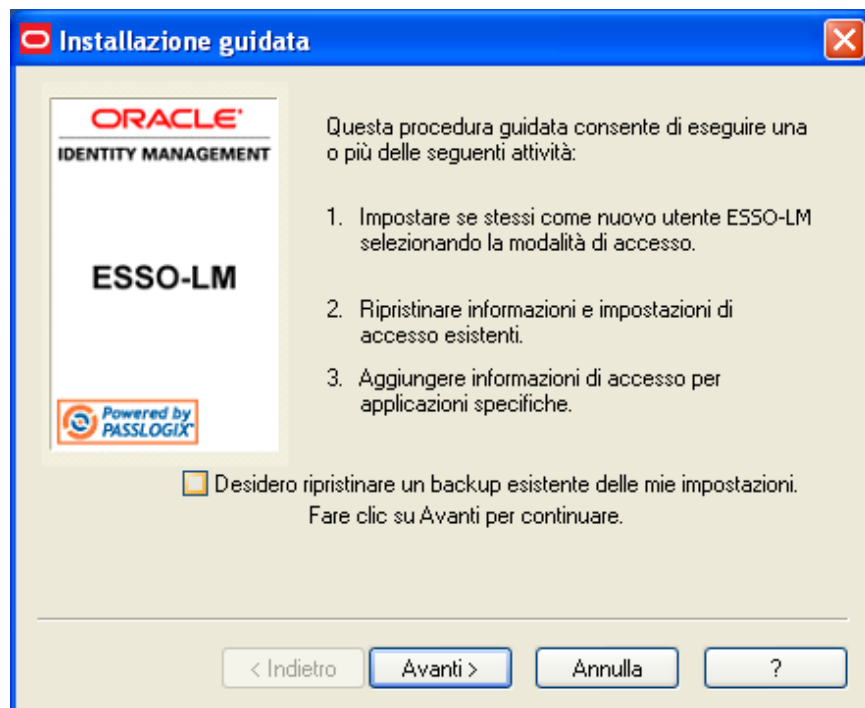 Installazione guidata
ORACLE®
IDENTITY MANAGEMENT
ESSO-LM
Powered by
PASSLOGIX®
Questa procedura guidata consente di eseguire una
o più delle seguenti attività:
1. Impostare se stessi come nuovo utente ESSO-LM
selezionando la modalità di accesso.
2. Ripristinare informazioni e impostazioni di
accesso esistenti.
3. Aggiungere informazioni di accesso per
applicazioni specifiche.
Desidero ripristinare un backup esistente delle mie impostazioni.
Fare clic su Avanti per continuare.
< Indietro Avanti > Annulla ?